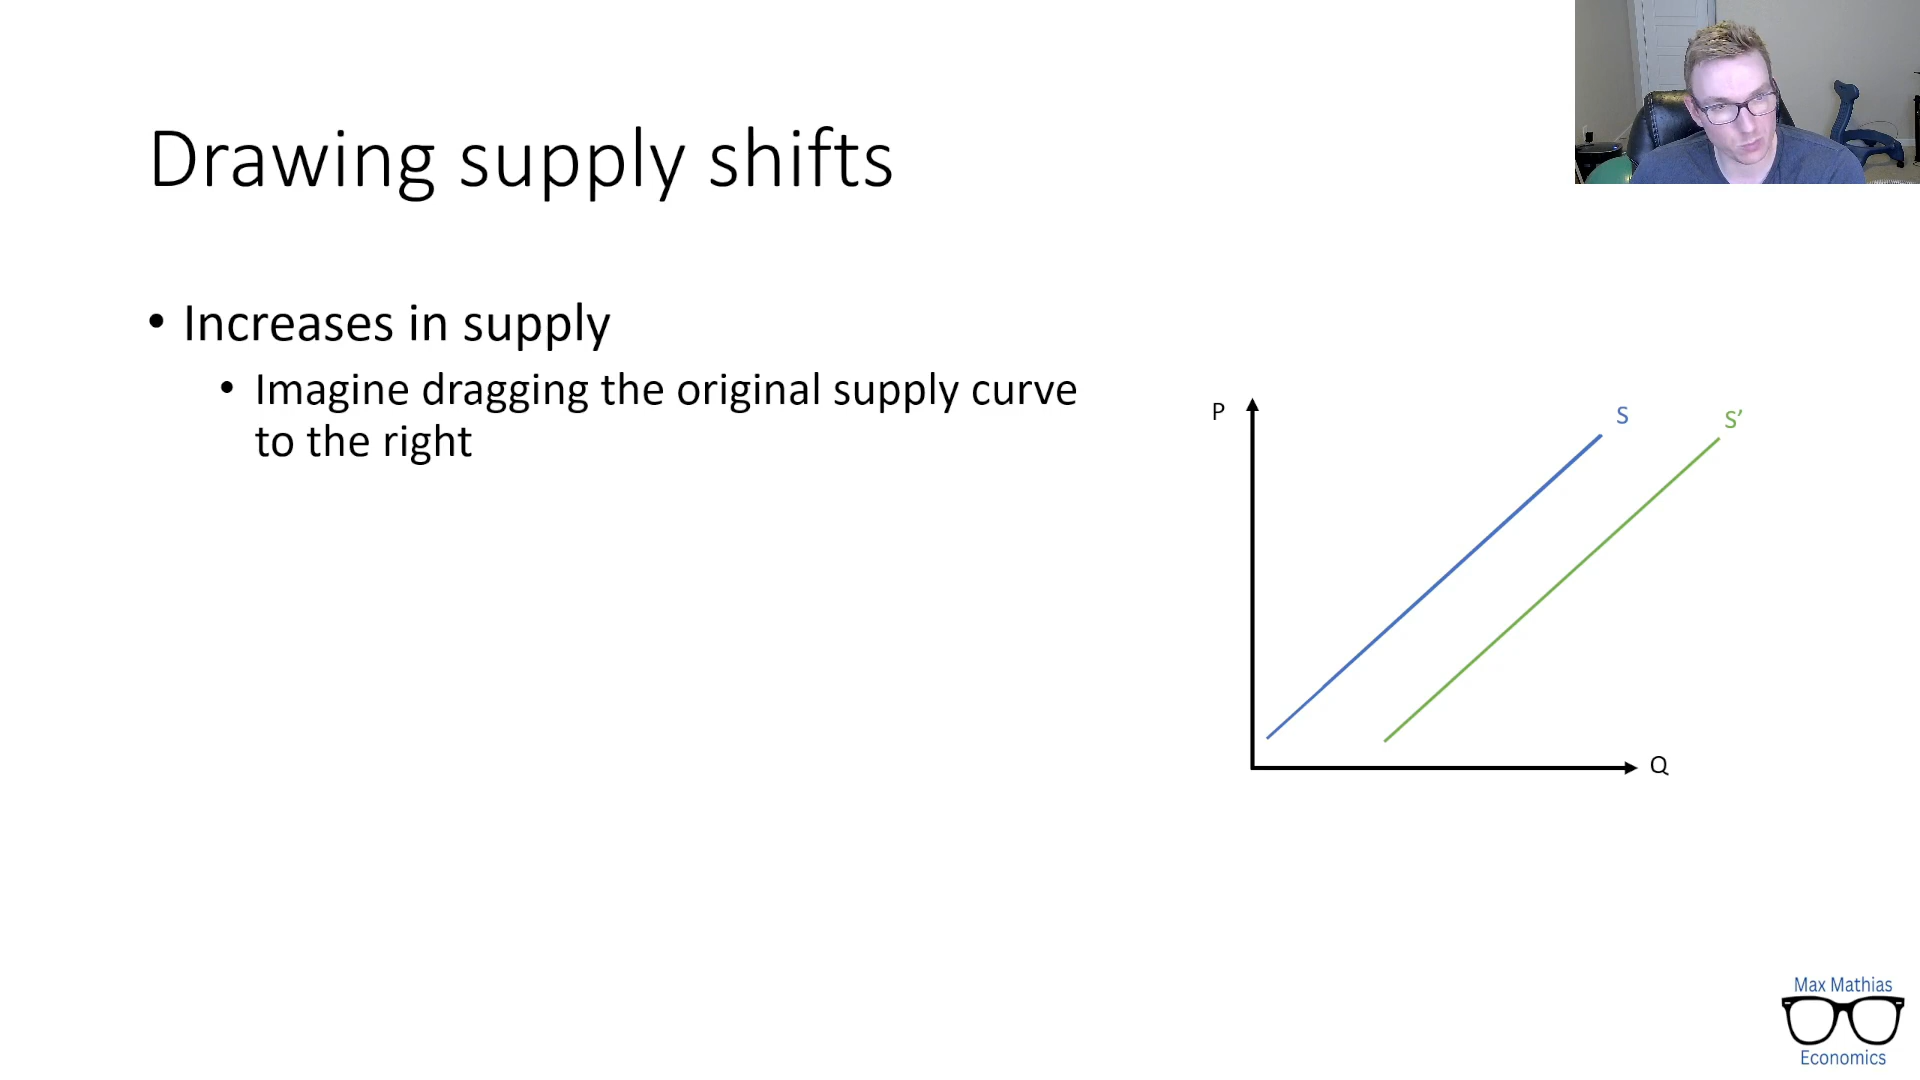 Drawing supply shifts
• Increases in supply
• Imagine dragging the original supply curve
to the right
P
S
S’
Q
Max Mathias
Economics